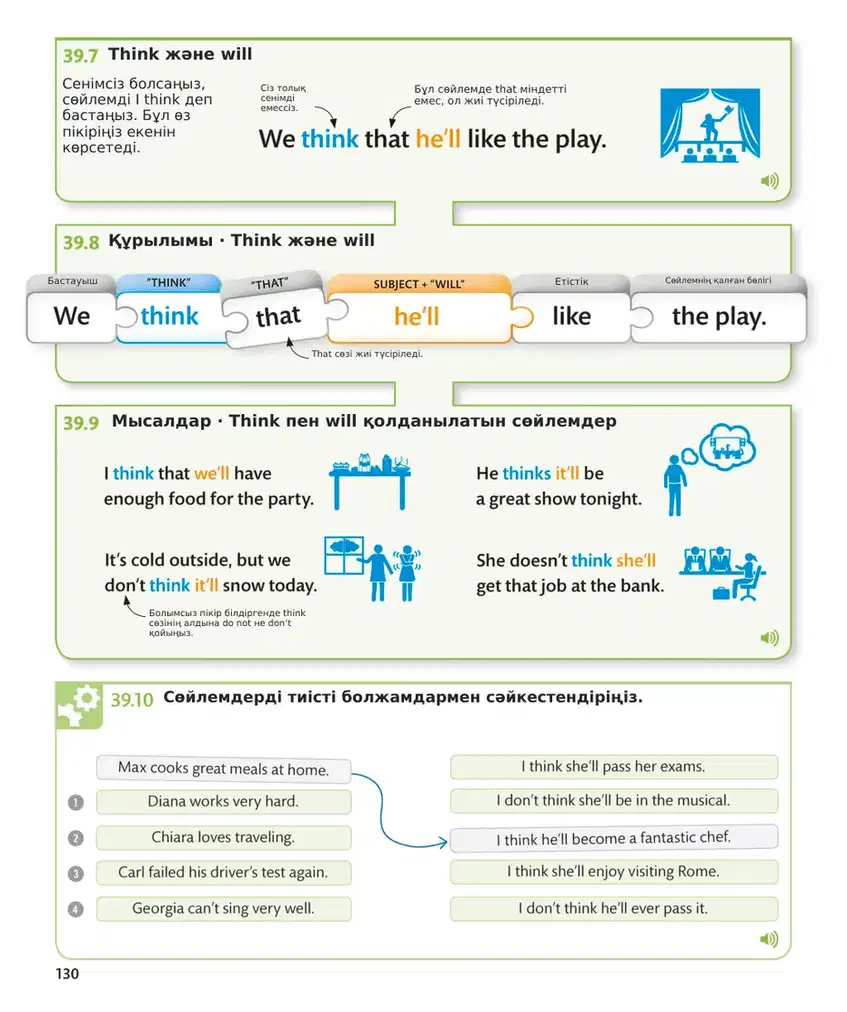 39.7 Think және will
Сенімсіз болсаңыз,
сөйлемді I think деп
бастаңыз. Бұл өз
пікіріңіз екенін
көрсетеді.
Сіз толық
сенімді
емессіз.
Бұл сөйлемде that міндетті
емес, ол жиі түсіріледі.
We think that he'll like the play.
39.8 Құрылымы · Think және will
Бастауыш
"THINK"
"THAT"
SUBJECT + "WILL"
Етістік
Сөйлемнің қалған бөлігі
We think that he'll like the play.
That сөзі жиі түсіріледі.
39.9 Мысалдар · Think пен will қолданылатын сөйлемдер
I think that we'll have
enough food for the party.
He thinks it'll be
a great show tonight.
It's cold outside, but we
don't think it'll snow today.
Болымсыз пікір білдіргенде think
сөзінің алдына do not не don't
қойыңыз.
She doesn't think she'll
get that job at the bank.
39.10 Сөйлемдерді тиісті болжамдармен сәйкестендіріңіз.
Max cooks great meals at home.
I think she'll pass her exams.
1 Diana works very hard.
I don't think she'll be in the musical.
2 Chiara loves traveling.
I think he'll become a fantastic chef.
3 Carl failed his driver's test again.
I think she'll enjoy visiting Rome.
4 Georgia can't sing very well.
I don't think he'll ever pass it.
130